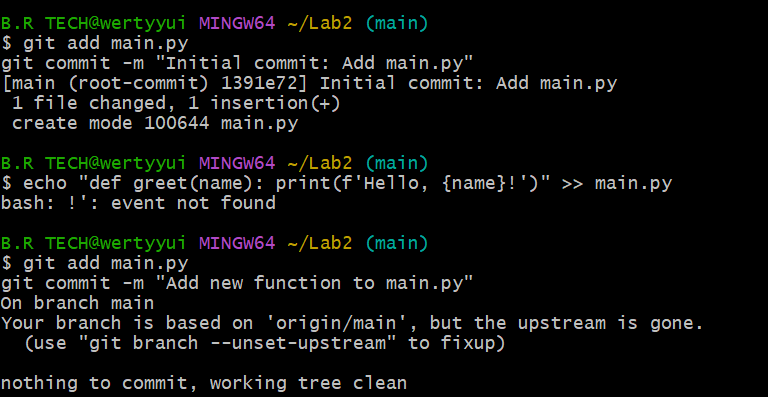 B.R TECH@wertyyui MINGW64 ~/Lab2 (main)
$ git add main.py
git commit -m "Initial commit: Add main.py"
[main (root-commit) 1391e72] Initial commit: Add main.py
 1 file changed, 1 insertion(+)
 create mode 100644 main.py

B.R TECH@wertyyui MINGW64 ~/Lab2 (main)
$ echo "def greet(name): print(f'Hello, {name}!')" >> main.py
bash: !': event not found

B.R TECH@wertyyui MINGW64 ~/Lab2 (main)
$ git add main.py
git commit -m "Add new function to main.py"
On branch main
Your branch is based on 'origin/main', but the upstream is gone.
  (use "git branch --unset-upstream" to fixup)

nothing to commit, working tree clean